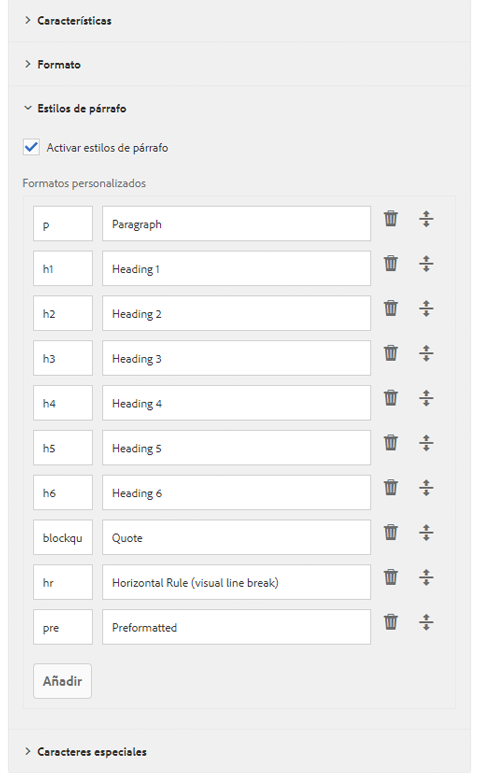 Características
Formato
Estilos de párrafo
Activar estilos de párrafo
Formatos personalizados
p Paragraph
h1 Heading 1
h2 Heading 2
h3 Heading 3
h4 Heading 4
h5 Heading 5
h6 Heading 6
blockqu Quote
hr Horizontal Rule (visual line break)
pre Preformatted
Añadir
Caracteres especiales